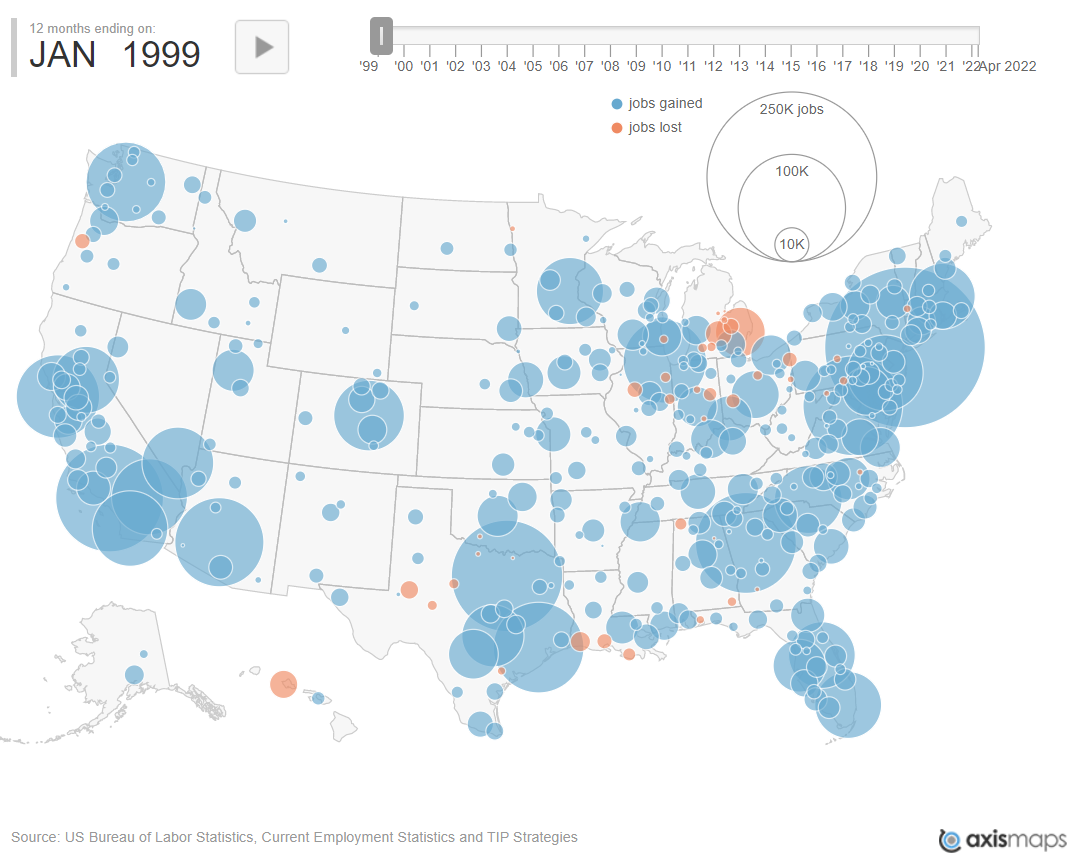 12 months ending on:
JAN 1999
'99 '00 '01 '02 '03 '04 '05 '06 '07 '08 '09 '10 '11 '12 '13 '14 '15 '16 '17 '18 '19 '20 '21 '22 Apr 2022
jobs gained
jobs lost
250K jobs
100K
10K
Source: US Bureau of Labor Statistics, Current Employment Statistics and TIP Strategies
axismaps